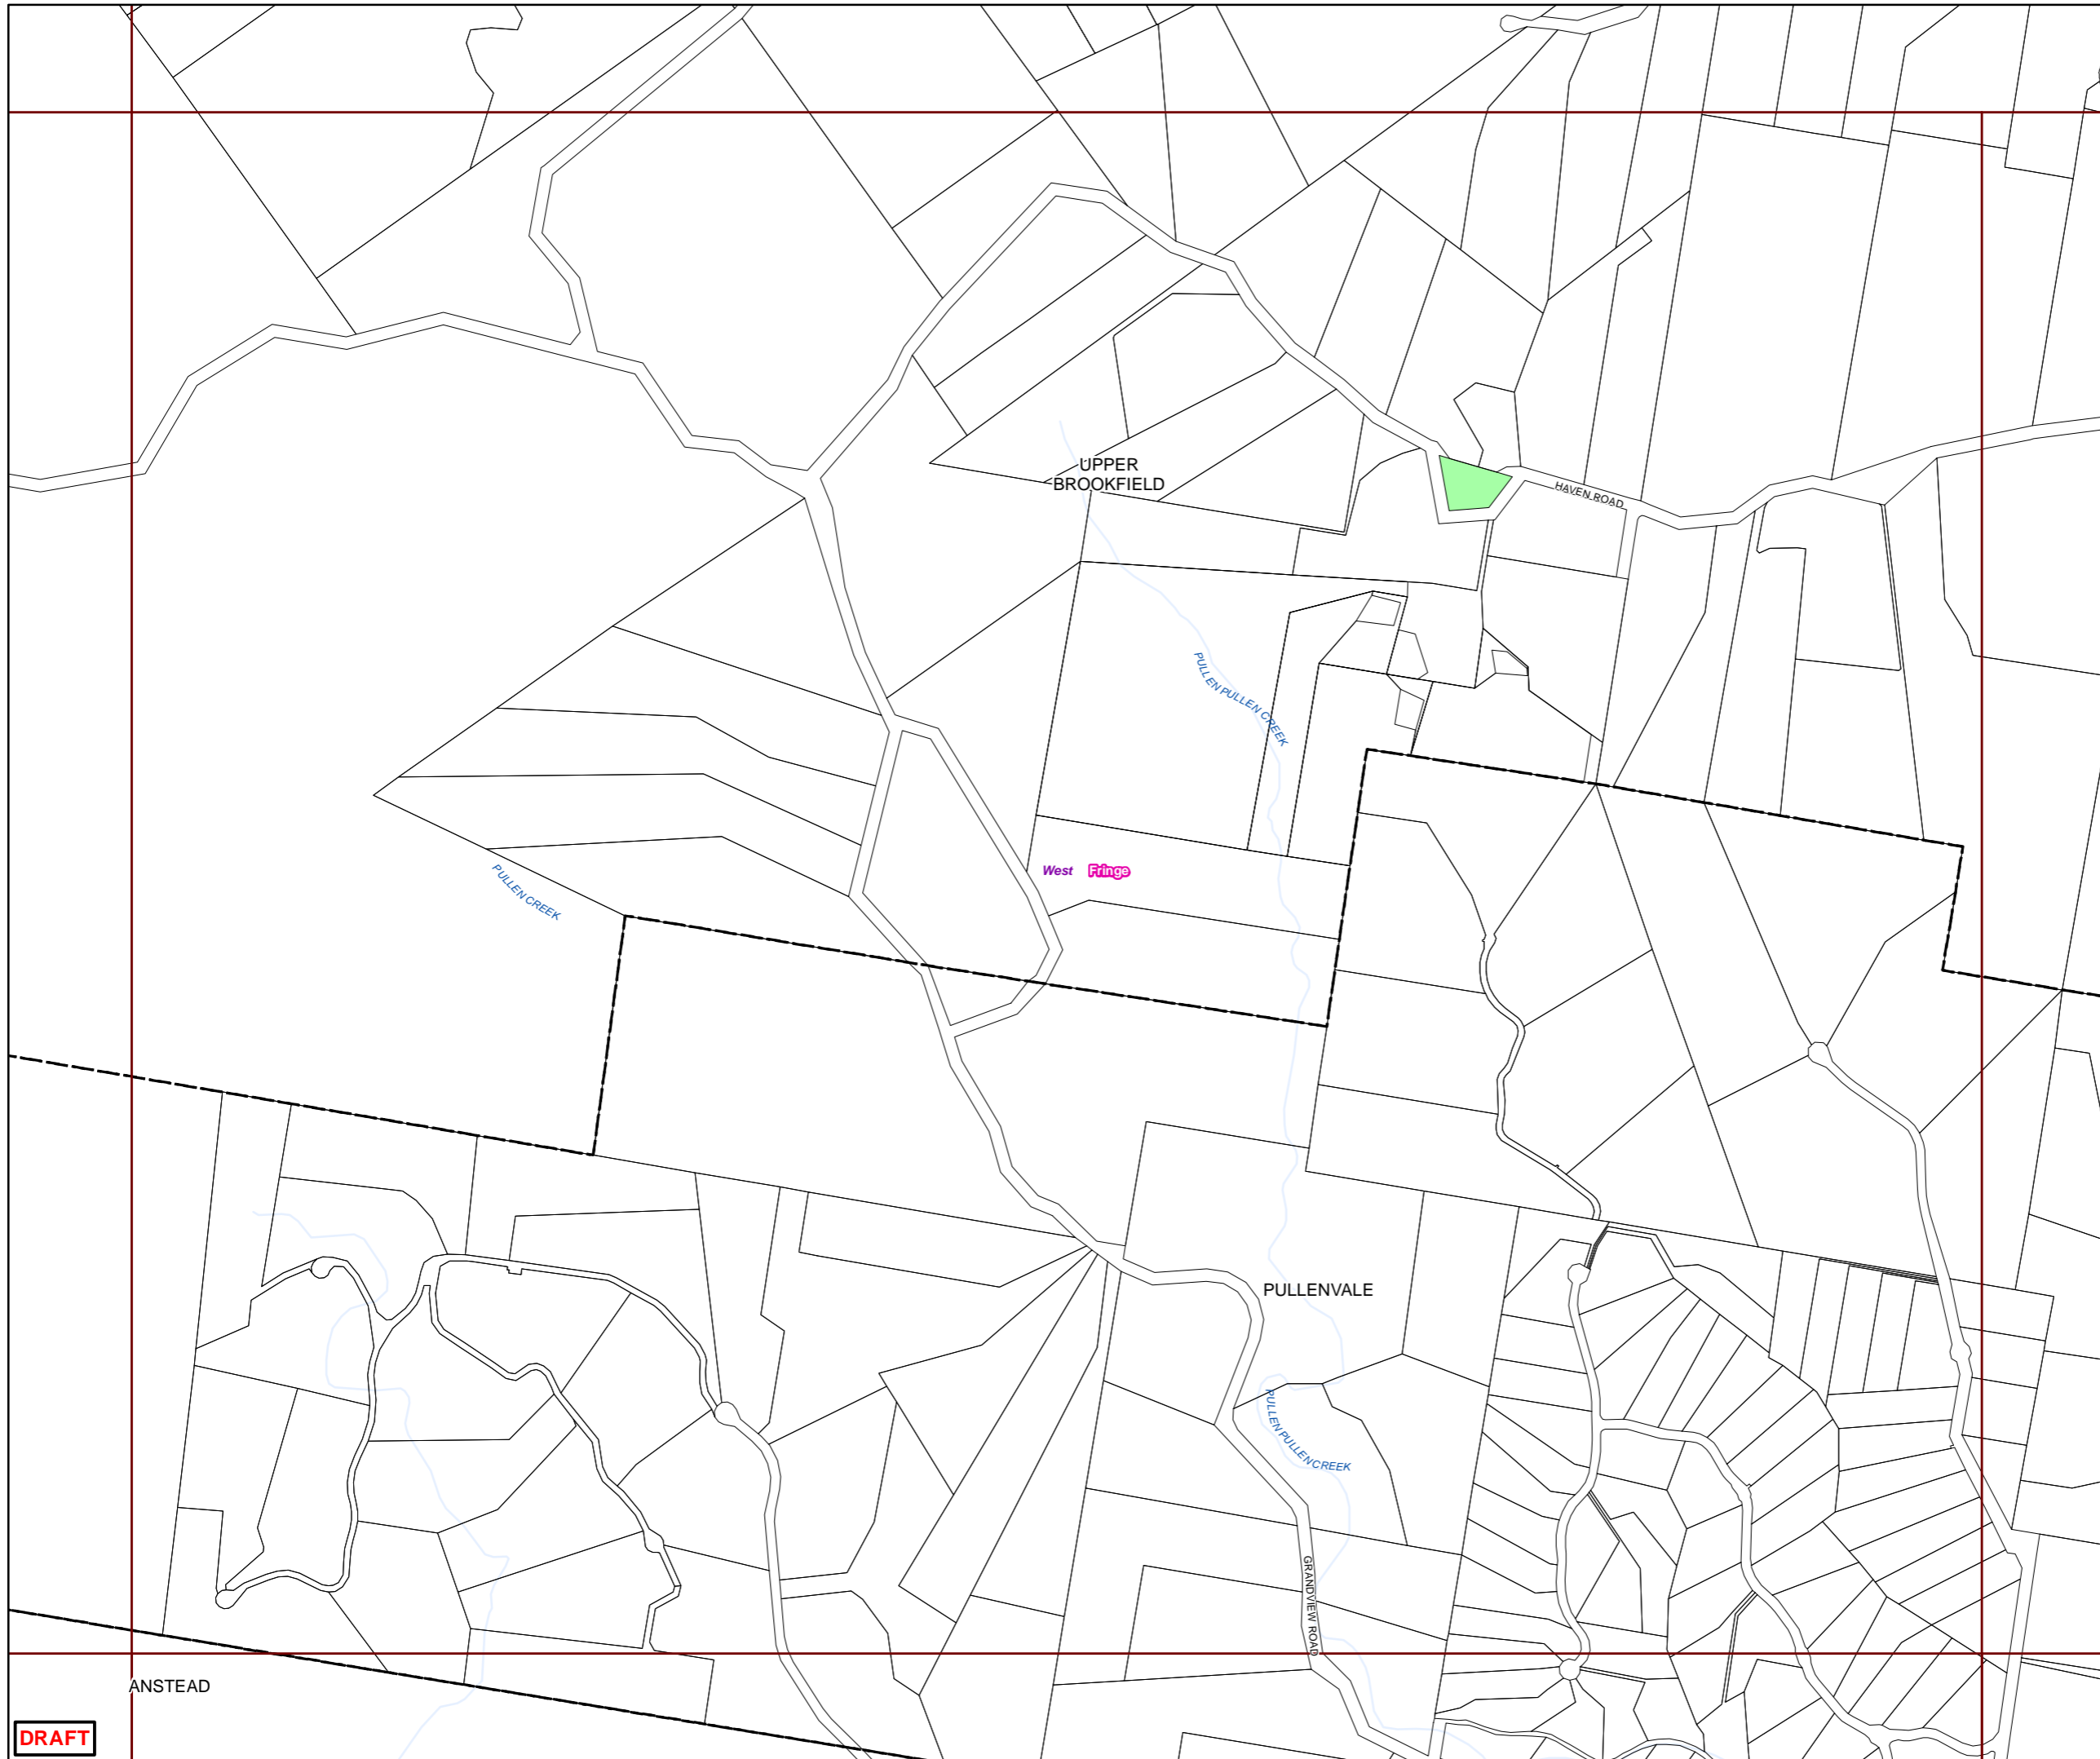 UPPER
BROOKFIELD
HAVEN ROAD
PULLEN PULLEN CREEK
West Fringe
PULLEN CREEK
PULLENVALE
PULLEN PULLEN CREEK
GRANDVIEW ROAD
ANSTEAD
DRAFT